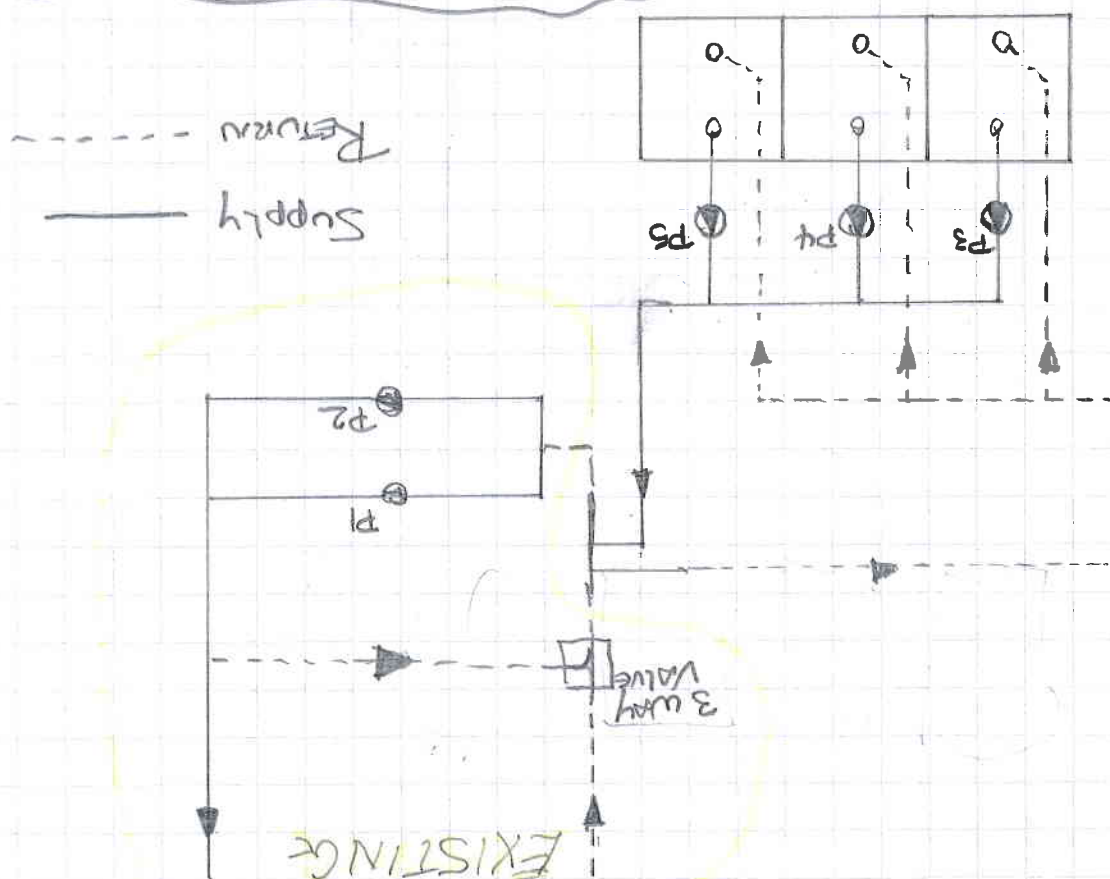 EXISTING
3 WAY
VALVE
P1
P2
P3
P4
P5
SUPPLY
RETURN